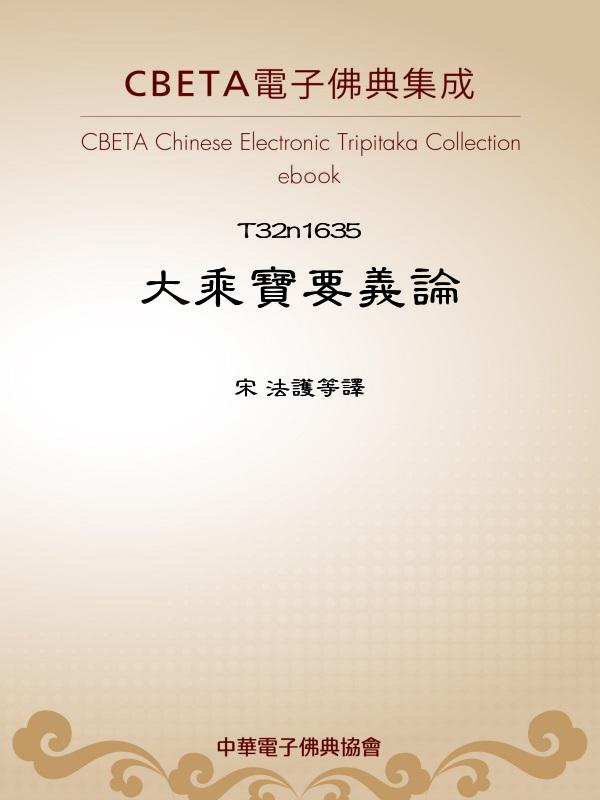 CBETA電子佛典集成
CBETA Chinese Electronic Tripitaka Collection
ebook
T32n1635
大乘寶要義論
宋 法護等譯
中華電子佛典協會